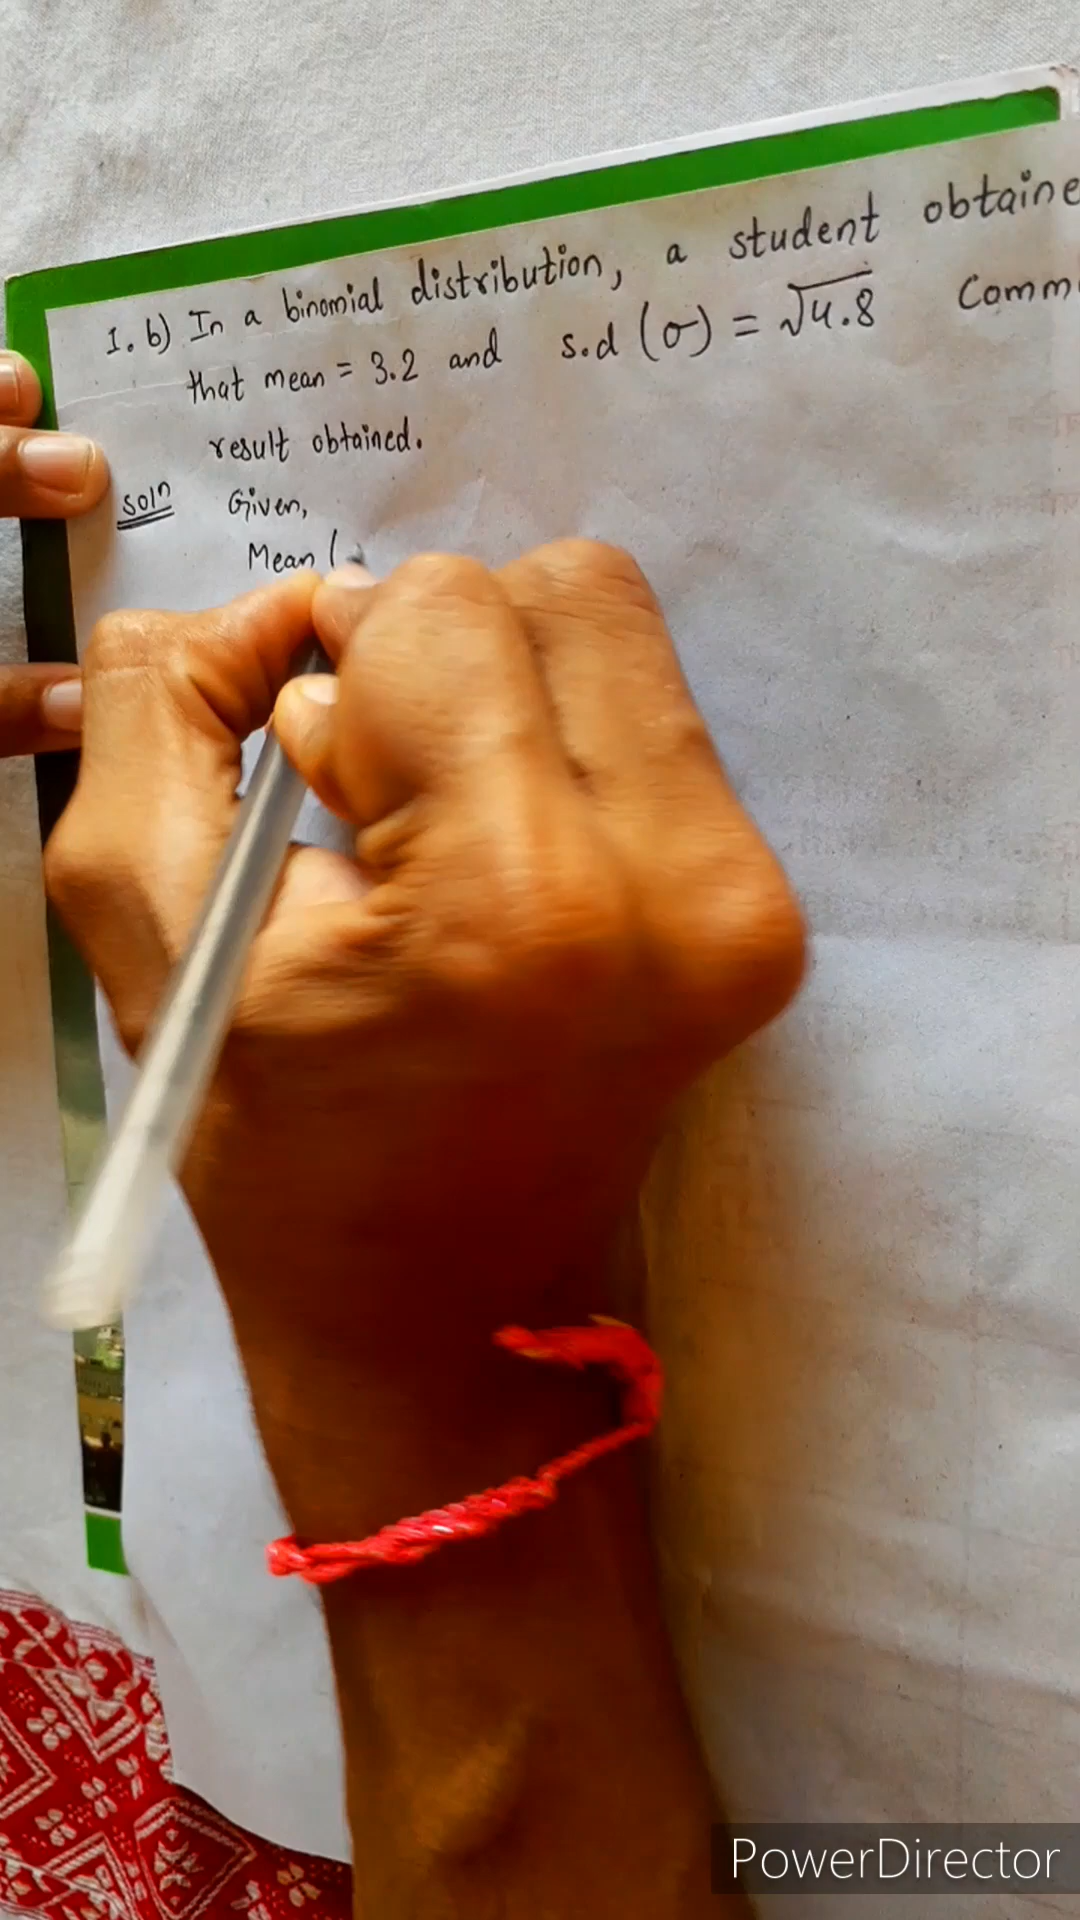 1. b) In a binomial distribution, a student obtaine
that mean = 3.2 and s.d (σ) = √4.8 Comm
result obtained.
Soln Given,
Mean (
PowerDirector